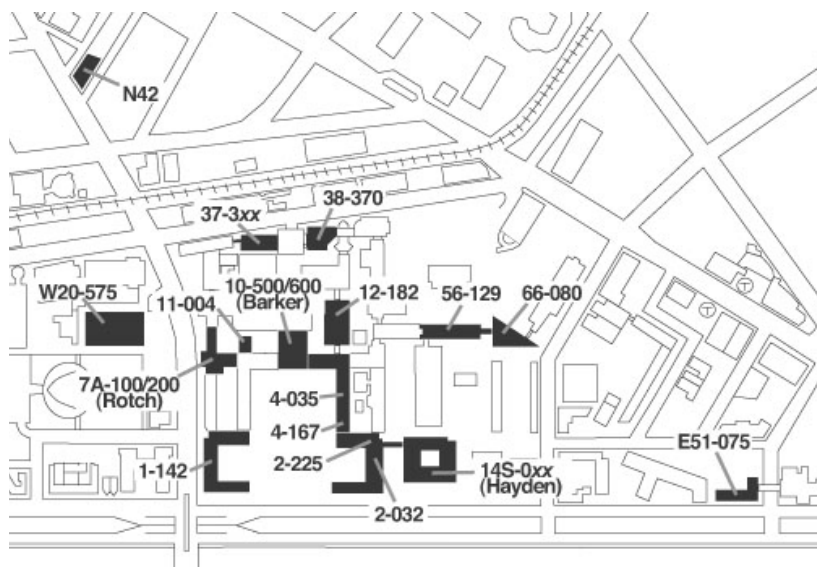 N42
38-370
37-3xx
10-500/600
(Barker)
W20-575
11-004
12-182
56-129
66-080
7A-100/200
(Rotch)
4-035
4-167
1-142
2-225
14S-0xx
(Hayden)
E51-075
2-032
T
T